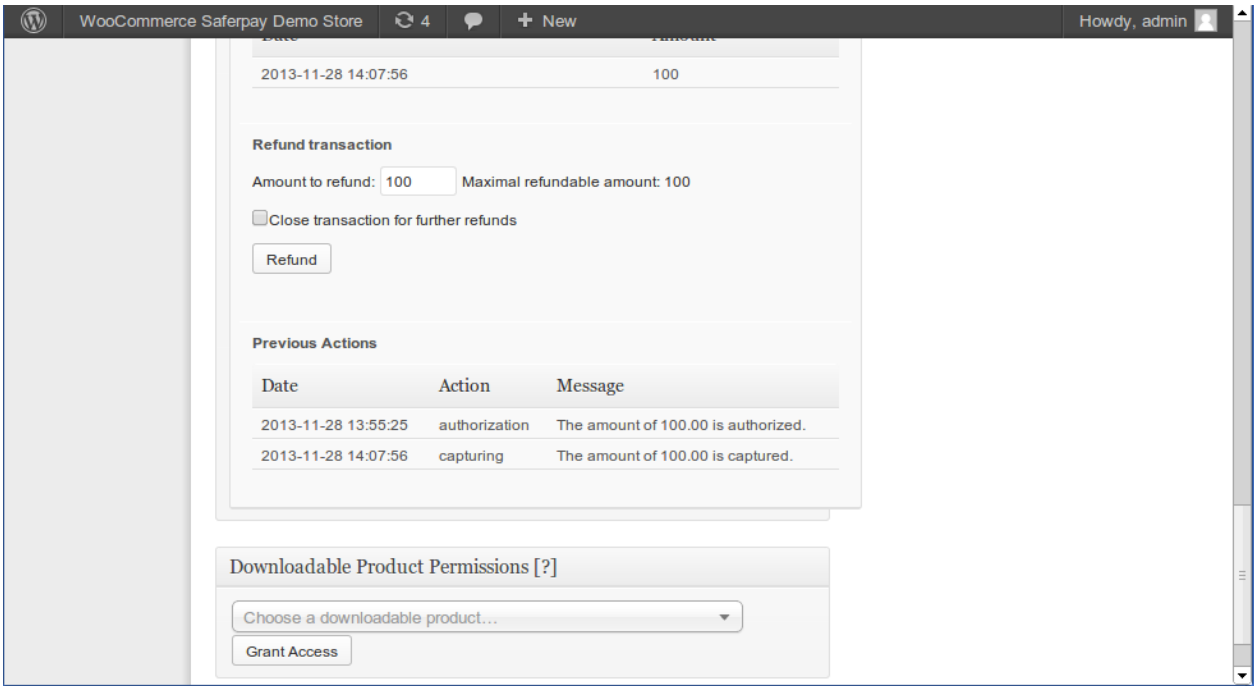 WooCommerce Saferpay Demo Store 4 + New Howdy, admin
Date Amount
2013-11-28 14:07:56 100
Refund transaction
Amount to refund: 100 Maximal refundable amount: 100
Close transaction for further refunds
Refund
Previous Actions
Date Action Message
2013-11-28 13:55:25 authorization The amount of 100.00 is authorized.
2013-11-28 14:07:56 capturing The amount of 100.00 is captured.
Downloadable Product Permissions [?]
Choose a downloadable product...
Grant Access